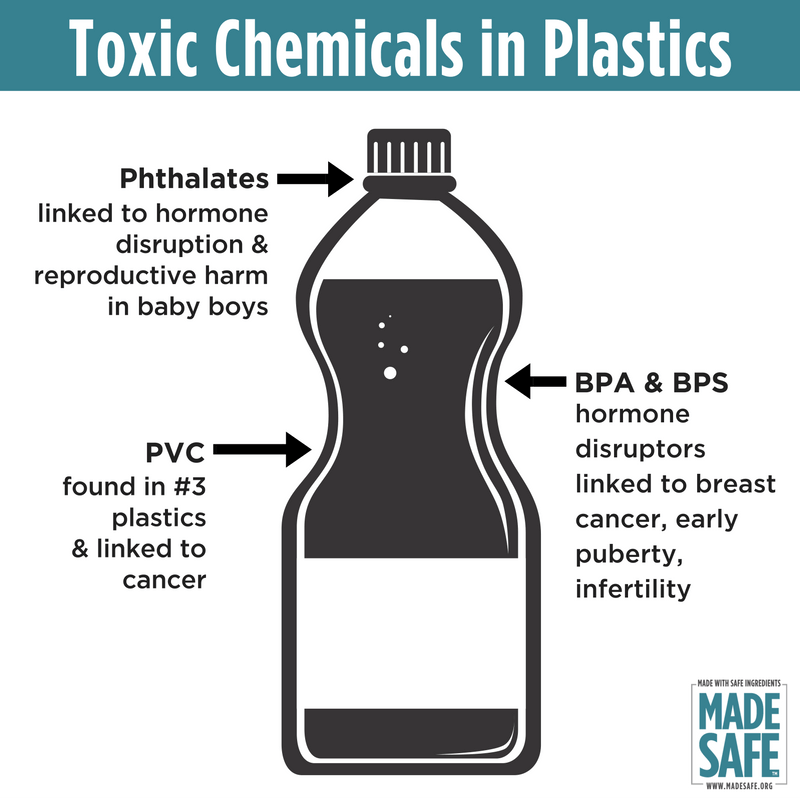 Toxic Chemicals in Plastics
Phthalates
linked to hormone
disruption &
reproductive harm
in baby boys
BPA & BPS
hormone
disruptors
linked to breast
cancer, early
puberty,
infertility
PVC
found in #3
plastics
& linked to
cancer
MADE WITH SAFE INGREDIENTS
MADE
SAFE™
WWW.MADESAFE.ORG